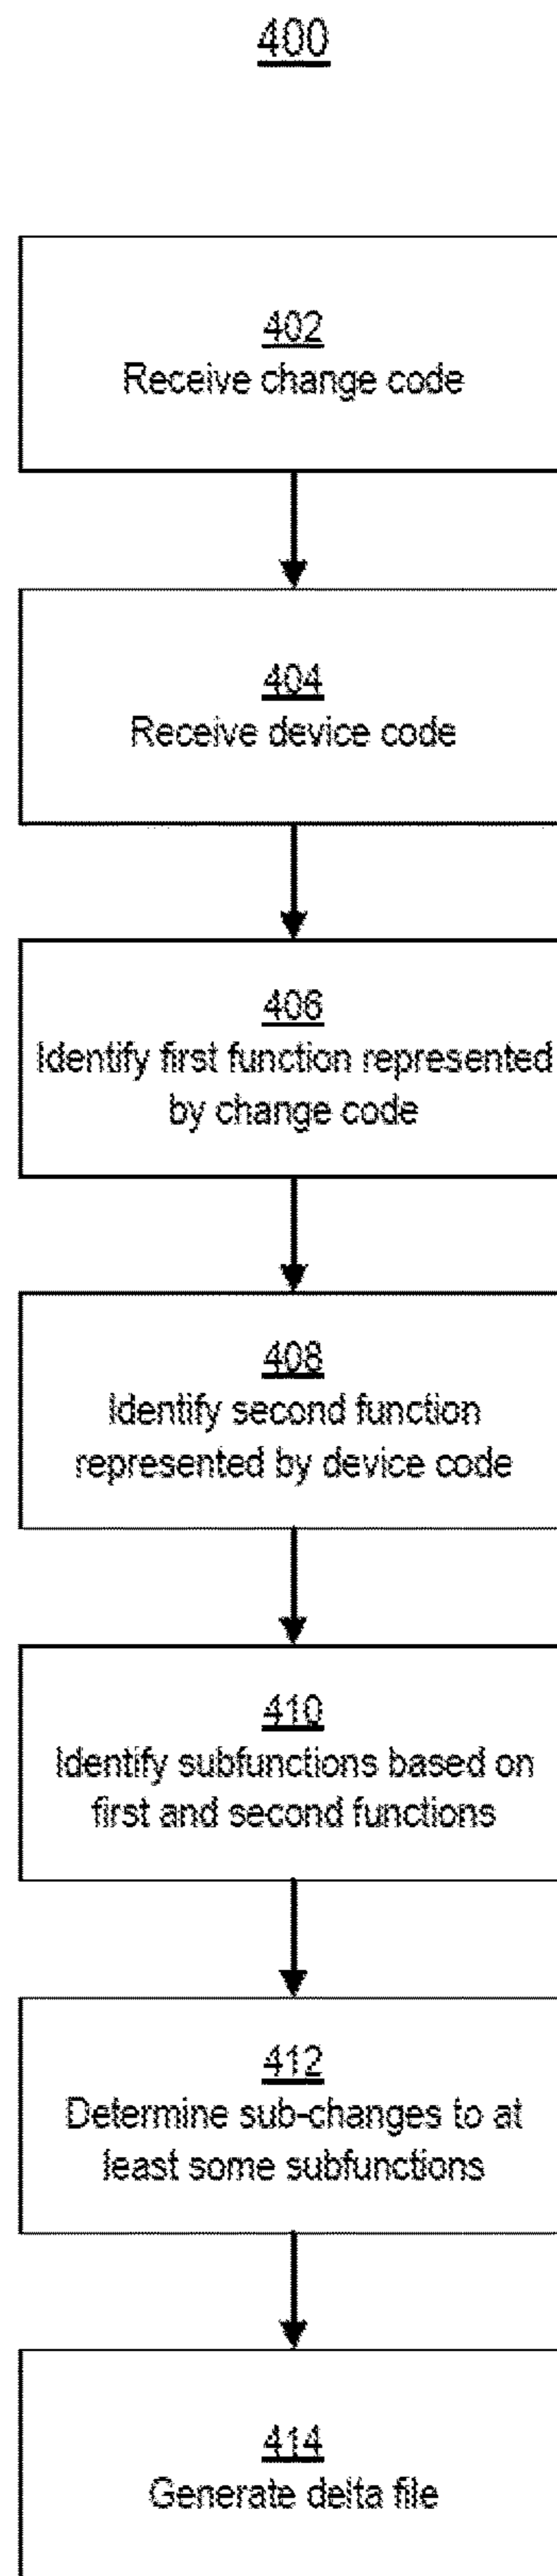 400
402
Receive change code
404
Receive device code
406
Identify first function represented
by change code
408
Identify second function
represented by device code
410
Identify subfunctions based on
first and second functions
412
Determine sub-changes to at
least some subfunctions
414
Generate delta file